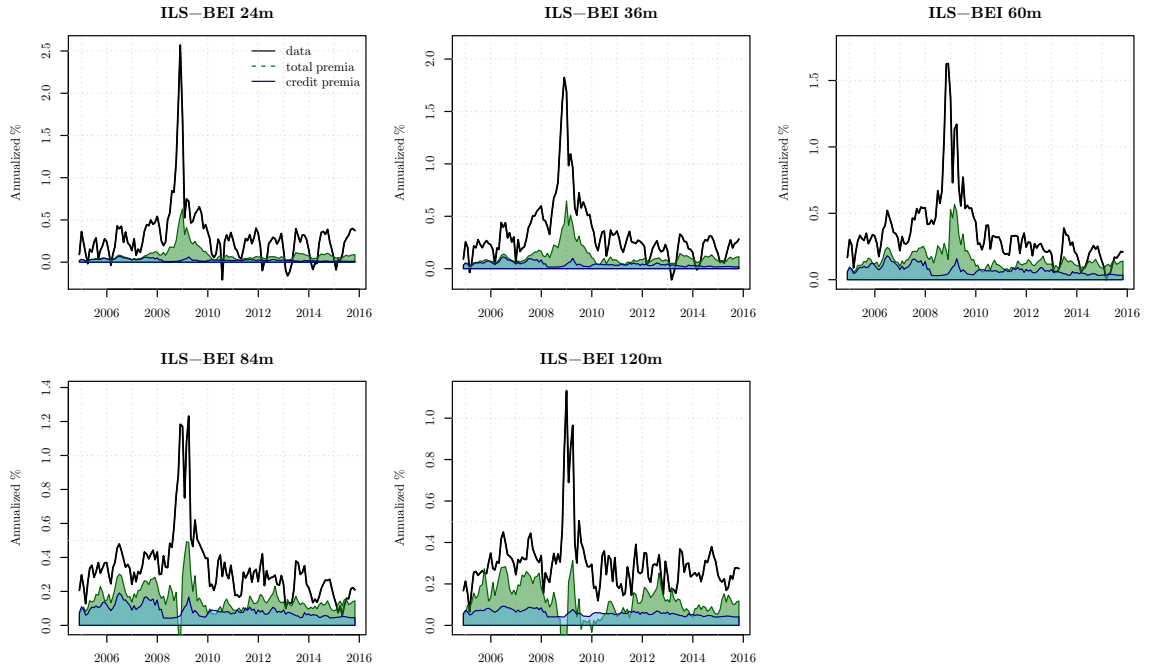 ILS−BEI 24m
Annualized %
0.0 0.5 1.0 1.5 2.0 2.5
data
total premia
credit premia
2006 2008 2010 2012 2014 2016
ILS−BEI 36m
Annualized %
0.0 0.5 1.0 1.5 2.0
2006 2008 2010 2012 2014 2016
ILS−BEI 60m
Annualized %
0.0 0.5 1.0 1.5
2006 2008 2010 2012 2014 2016
ILS−BEI 84m
Annualized %
0.0 0.2 0.4 0.6 0.8 1.0 1.2 1.4
2006 2008 2010 2012 2014 2016
ILS−BEI 120m
Annualized %
0.0 0.2 0.4 0.6 0.8 1.0
2006 2008 2010 2012 2014 2016